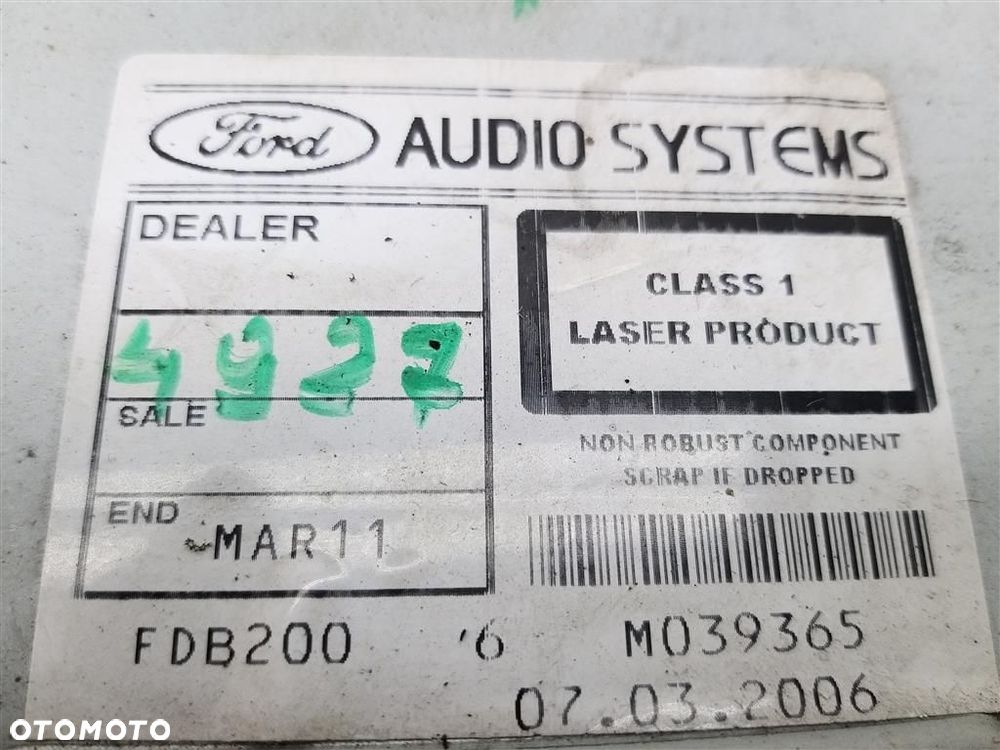 Ford AUDIO SYSTEMS
DEALER
SALE
END
MAR11
CLASS 1
LASER PRODUCT
NON ROBUST COMPONENT
SCRAP IF DROPPED
FDB200 '6 M039365
07.03.2006
OTOMOTO